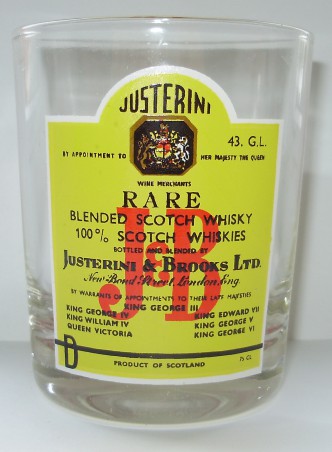 JUSTERINI
43. G.L.
BY APPOINTMENT TO HER MAJESTY THE QUEEN
WINE MERCHANTS
RARE
BLENDED SCOTCH WHISKY
100% SCOTCH WHISKIES
J&B
BOTTLED AND BLENDED BY
JUSTERINI & BROOKS LTD.
New Bond Street, London, Eng.
BY WARRANTS OF APPOINTMENTS TO THEIR LATE MAJESTIES
KING GEORGE III
KING GEORGE IV KING EDWARD VII
KING WILLIAM IV KING GEORGE V
QUEEN VICTORIA KING GEORGE VI
D
PRODUCT OF SCOTLAND
75 CL